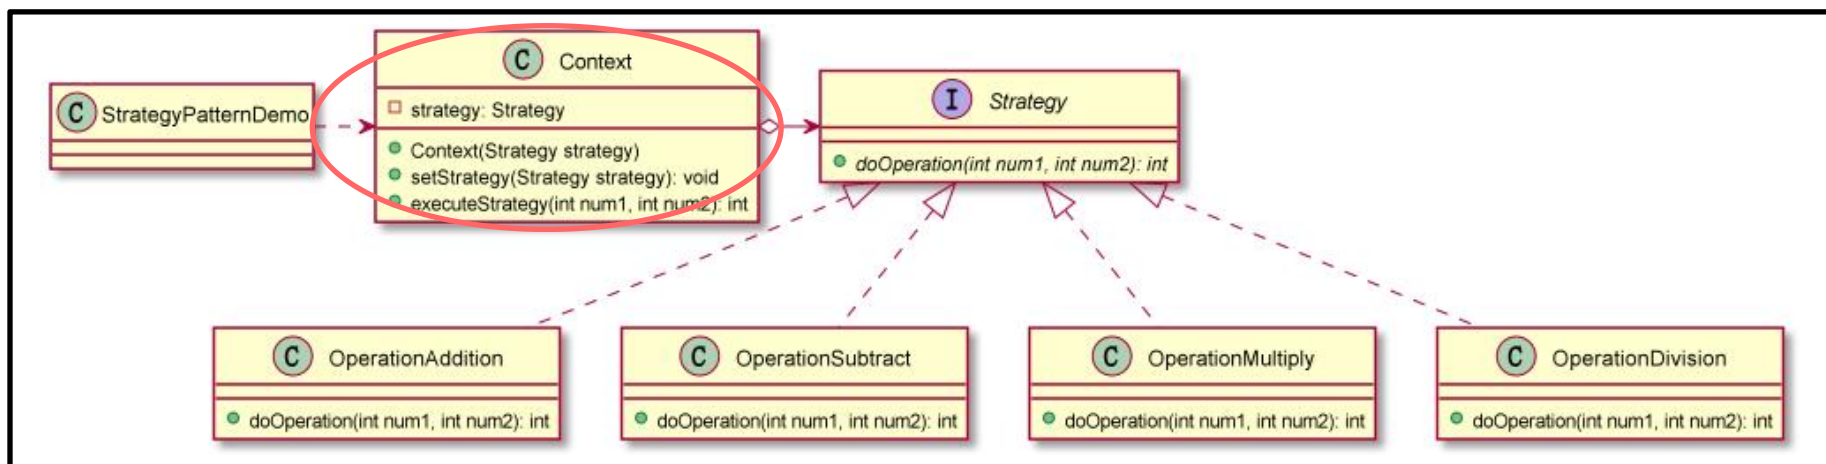 C StrategyPatternDemo
C Context
strategy: Strategy
Context(Strategy strategy)
setStrategy(Strategy strategy): void
executeStrategy(int num1, int num2): int
I Strategy
doOperation(int num1, int num2): int
C OperationAddition
doOperation(int num1, int num2): int
C OperationSubtract
doOperation(int num1, int num2): int
C OperationMultiply
doOperation(int num1, int num2): int
C OperationDivision
doOperation(int num1, int num2): int